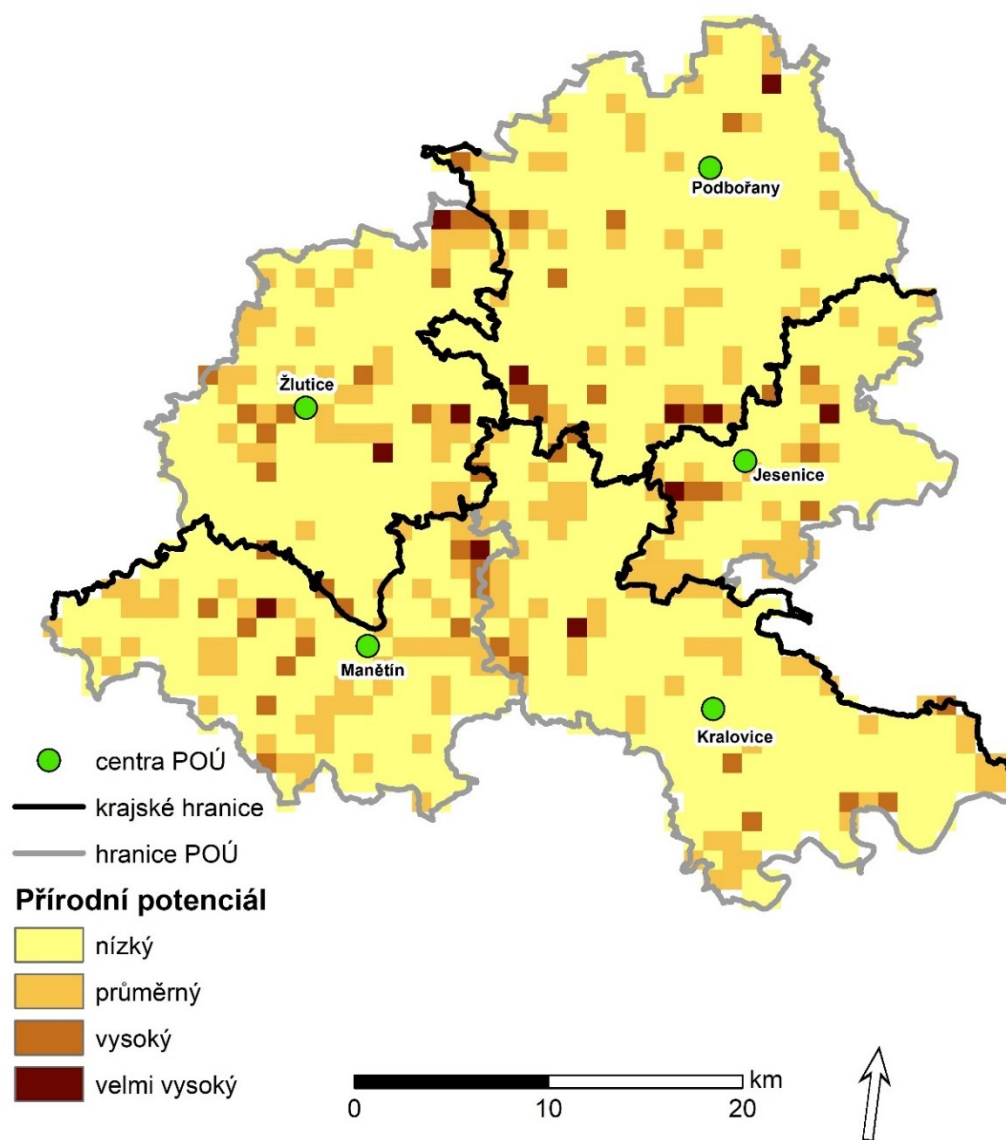 Podbořany
Žlutice
Jesenice
Manětín
Kralovice
centra POÚ
krajské hranice
hranice POÚ
Přírodní potenciál
nízký
průměrný
vysoký
velmi vysoký
km
0 10 20